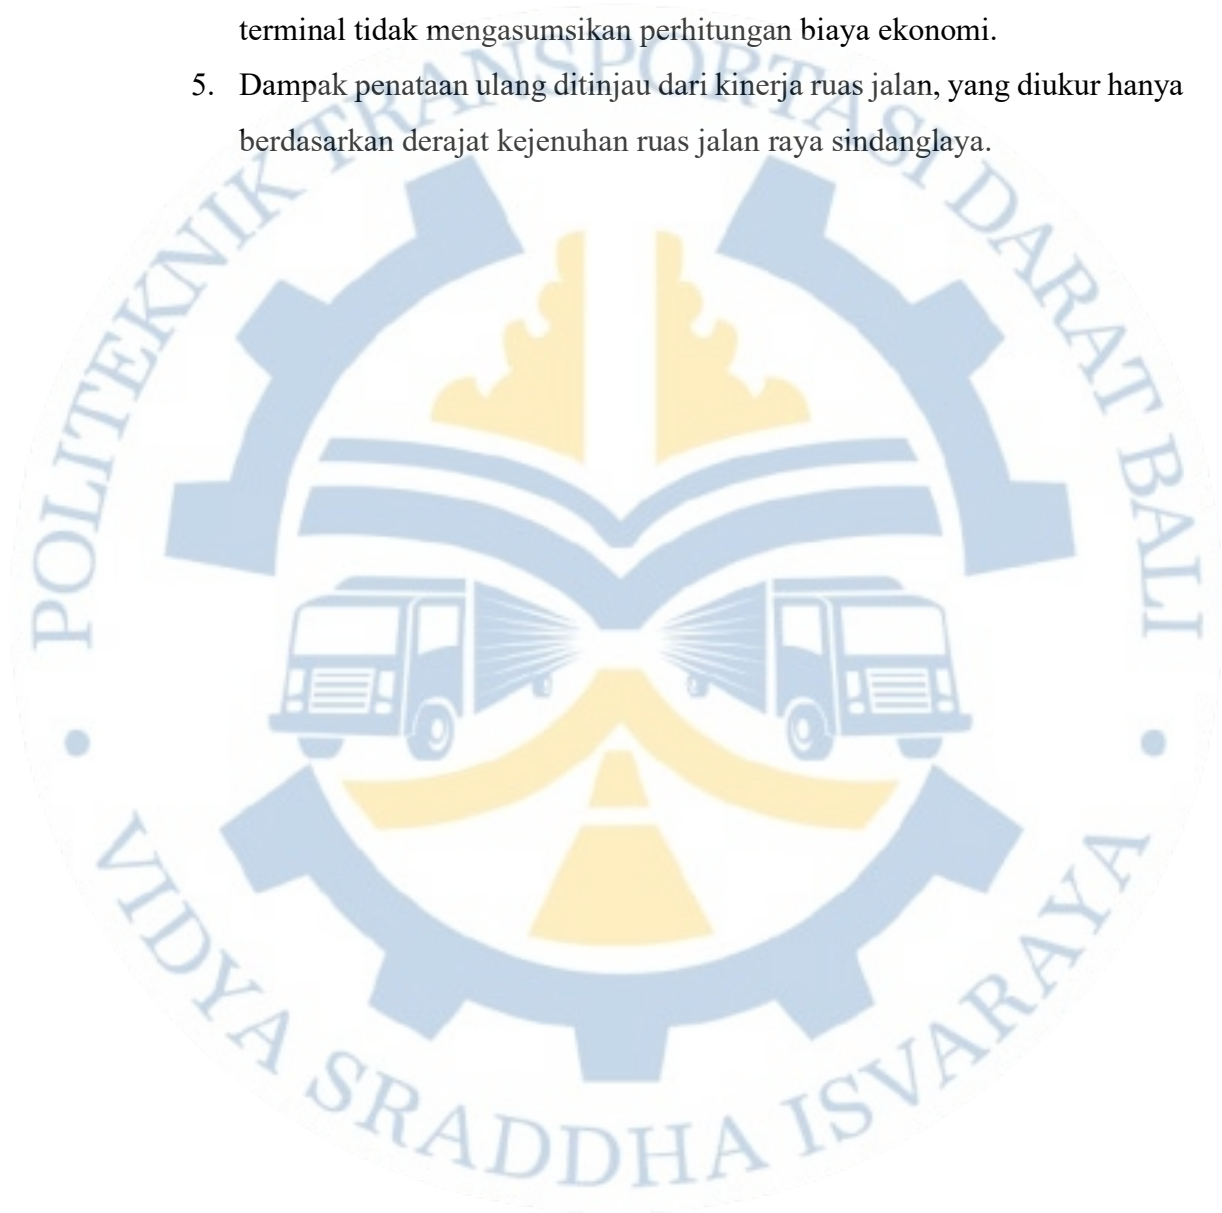 terminal tidak mengasumsikan perhitungan biaya ekonomi.
5. Dampak penataan ulang ditinjau dari kinerja ruas jalan, yang diukur hanya
berdasarkan derajat kejenuhan ruas jalan raya sindanglaya.
POLITEKNIK TRANSPORTASI DARAT BALI
VIDYA SRADDHA ISVARAYA